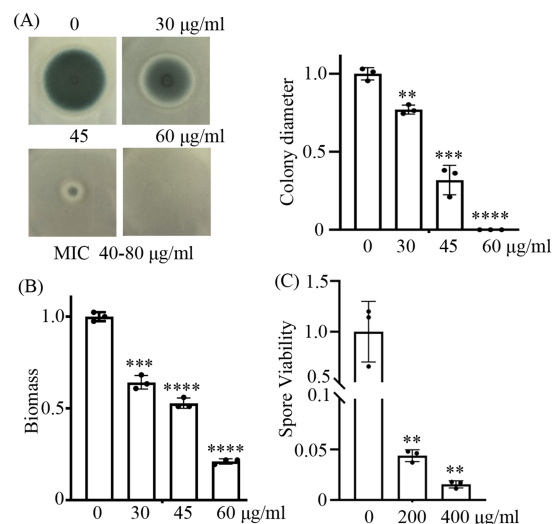 (A)
0 30 μg/ml
45 60 μg/ml
MIC 40-80 μg/ml
Colony diameter
1.0
0.5
0
**
***
****
0 30 45 60 μg/ml
(B)
Biomass
1.0
0.5
0
***
****
****
0 30 45 60 μg/ml
(C)
Spore Viability
1.5
1.0
0.5
0.1
0.05
0
**
**
0 200 400 μg/ml